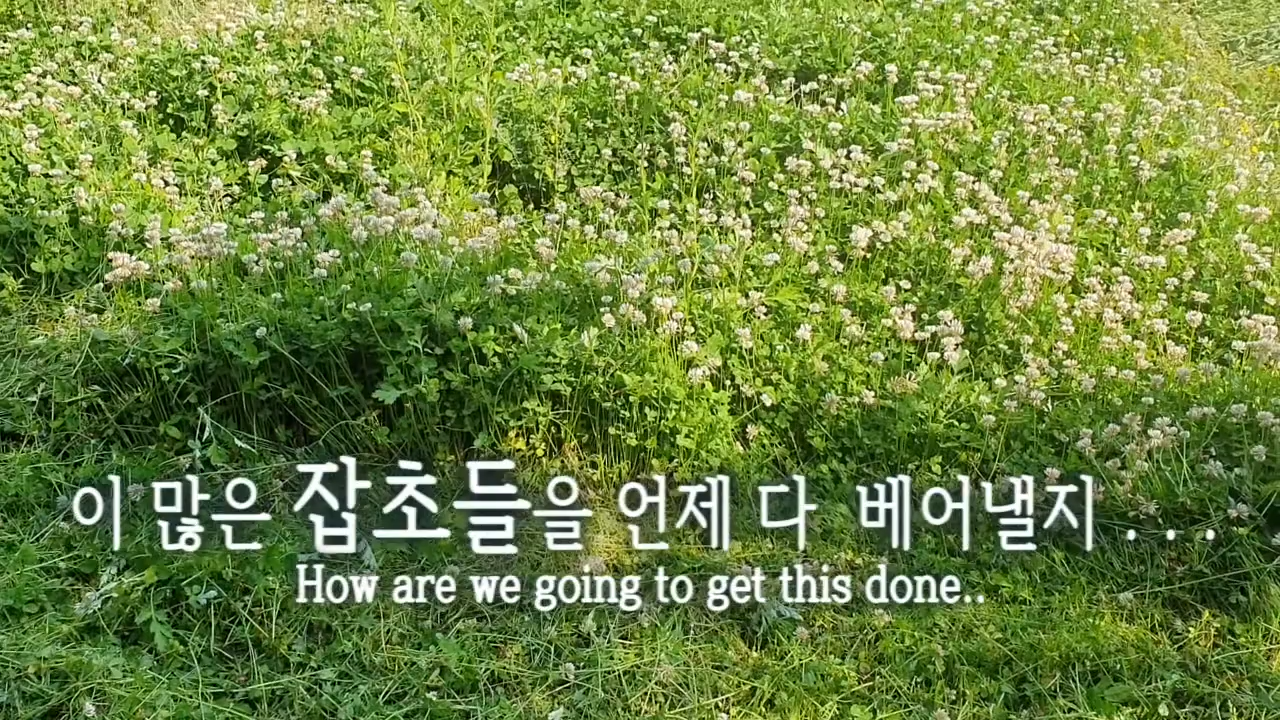 이 많은 잡초들을 언제 다 베어낼지 . . .
How are we going to get this done..